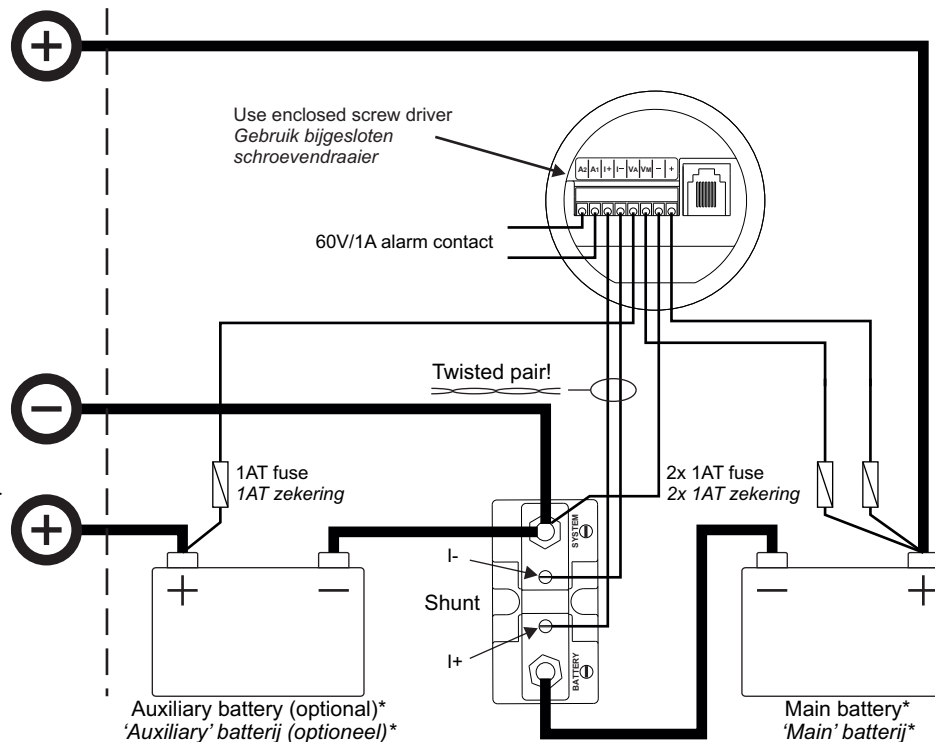 +
Use enclosed screw driver
Gebruik bijgesloten
schroevendraaier
A2 A1 I+ I− VA VM − +
60V/1A alarm contact
Twisted pair!
−
1AT fuse
1AT zekering
2x 1AT fuse
2x 1AT zekering
+
SYSTEM
I-
Shunt
I+
BATTERY
+ −
− +
Auxiliary battery (optional)*
'Auxiliary' batterij (optioneel)*
Main battery*
'Main' batterij*